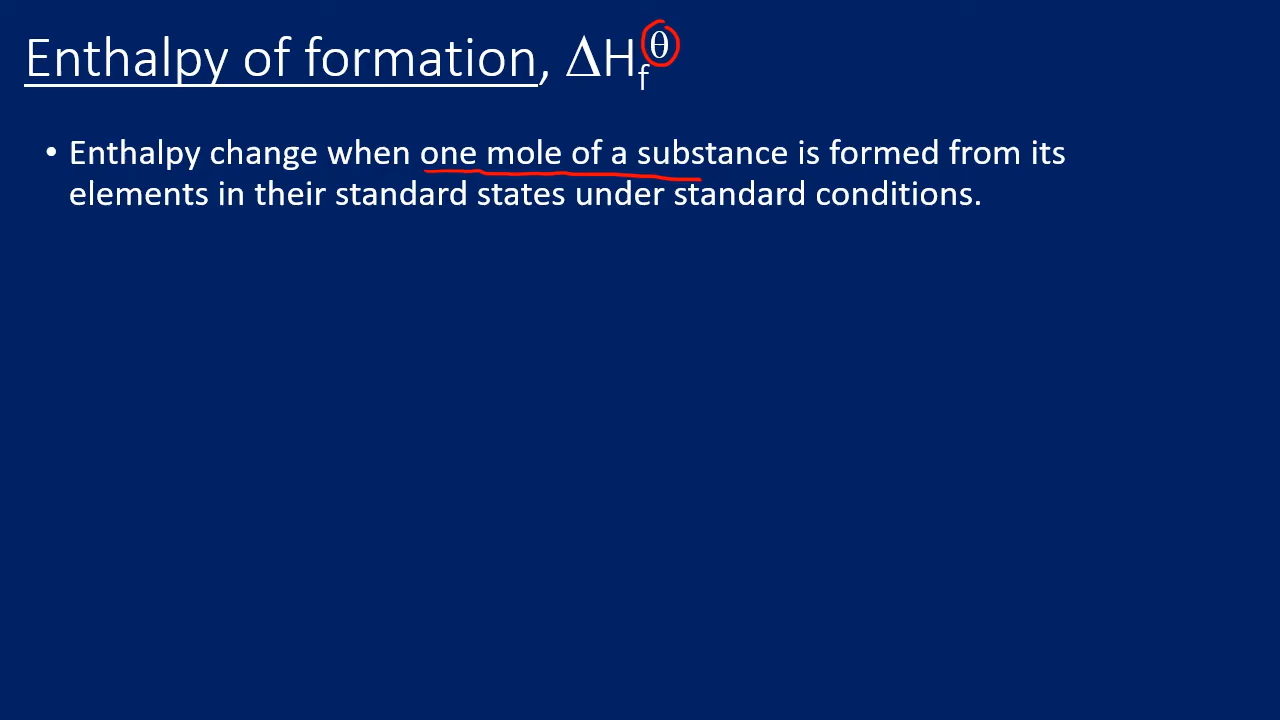 Enthalpy of formation, ΔHf^θ
• Enthalpy change when one mole of a substance is formed from its
elements in their standard states under standard conditions.